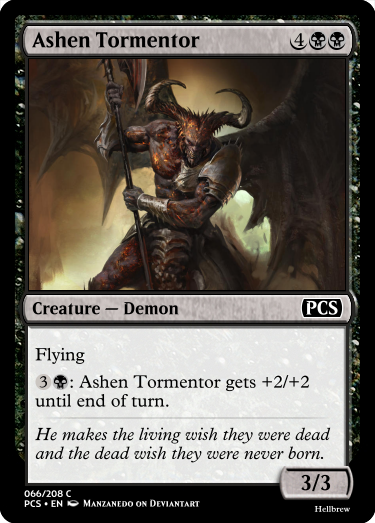 Ashen Tormentor 4
PCS
Creature — Demon
Flying
3 : Ashen Tormentor gets +2/+2
until end of turn.
He makes the living wish they were dead
and the dead wish they were never born.
3/3
066/208 C
PCS • EN Manzanedo on Deviantart
Hellbrew